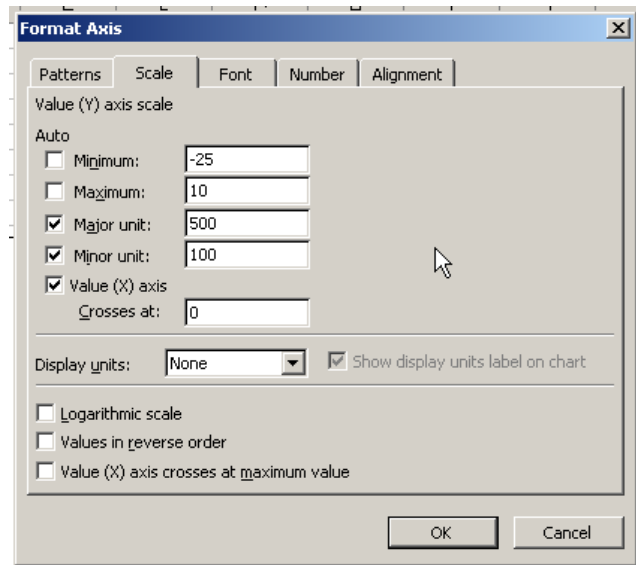 Format Axis
Patterns Scale Font Number Alignment
Value (Y) axis scale
Auto
Minimum: -25
Maximum: 10
Major unit: 500
Minor unit: 100
Value (X) axis
Crosses at: 0
Display units: None Show display units label on chart
Logarithmic scale
Values in reverse order
Value (X) axis crosses at maximum value
OK Cancel